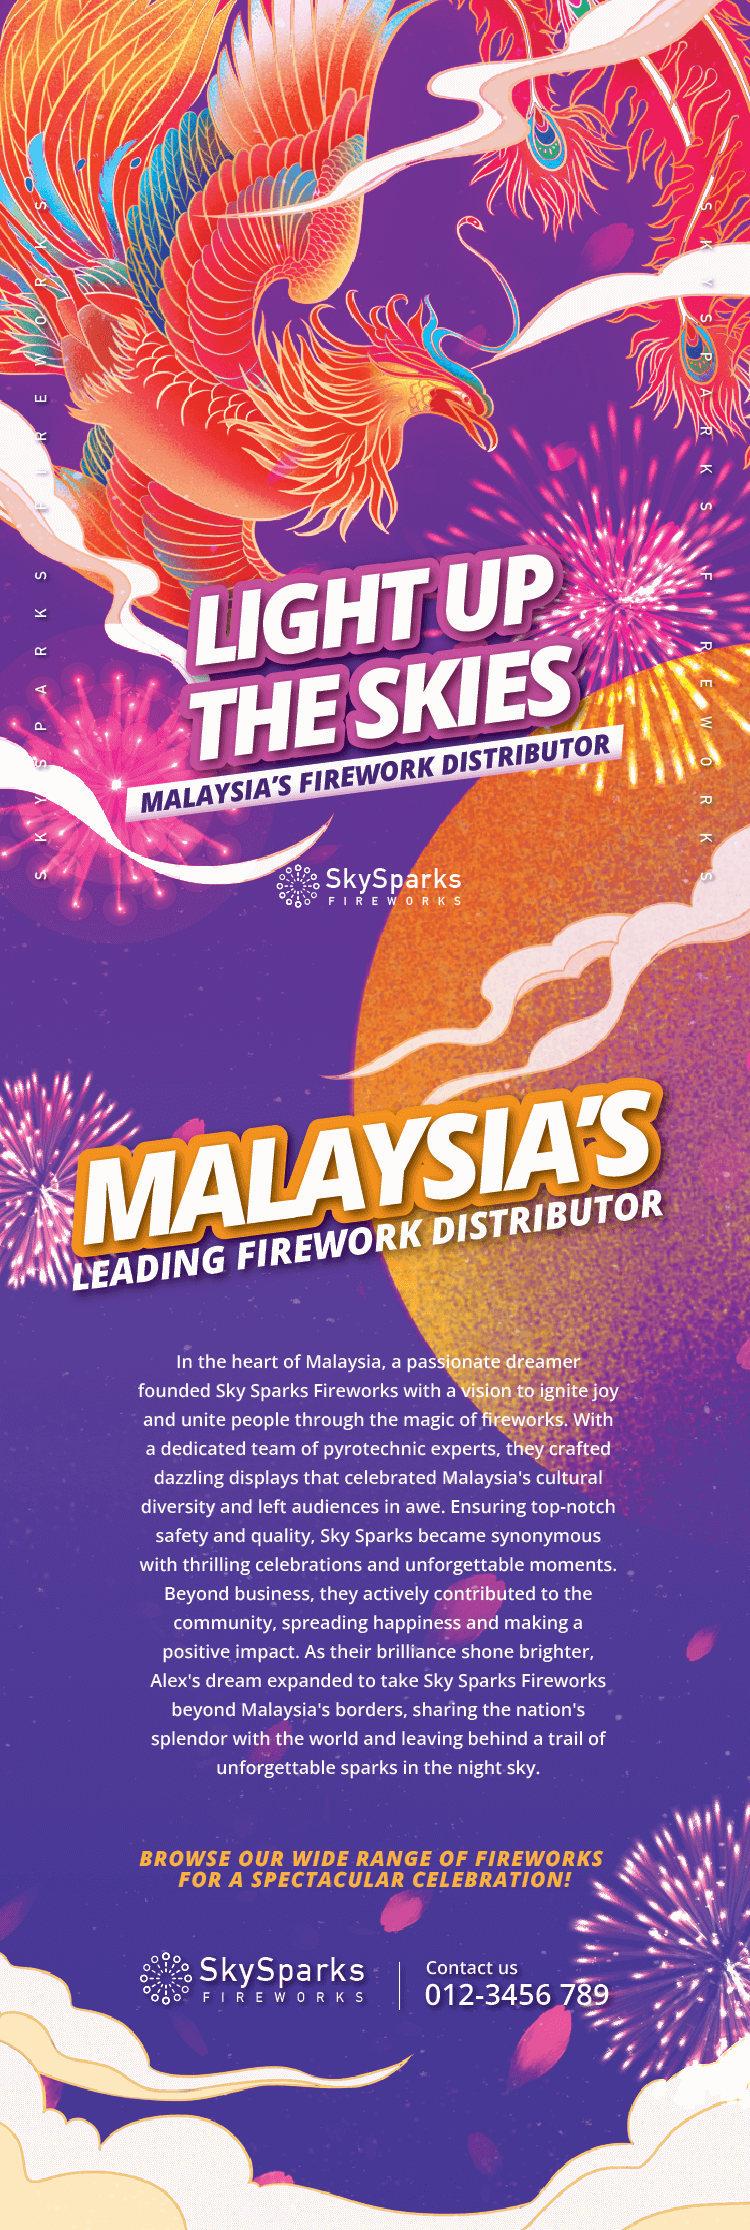 SKYSPARKS FIREWORKS
SKYSPARKS FIREWORKS
LIGHT UP
THE SKIES
MALAYSIA'S FIREWORK DISTRIBUTOR
SkySparks
FIREWORKS
MALAYSIA'S
LEADING FIREWORK DISTRIBUTOR
In the heart of Malaysia, a passionate dreamer
founded Sky Sparks Fireworks with a vision to ignite joy
and unite people through the magic of fireworks. With
a dedicated team of pyrotechnic experts, they crafted
dazzling displays that celebrated Malaysia's cultural
diversity and left audiences in awe. Ensuring top-notch
safety and quality, Sky Sparks became synonymous
with thrilling celebrations and unforgettable moments.
Beyond business, they actively contributed to the
community, spreading happiness and making a
positive impact. As their brilliance shone brighter,
Alex's dream expanded to take Sky Sparks Fireworks
beyond Malaysia's borders, sharing the nation's
splendor with the world and leaving behind a trail of
unforgettable sparks in the night sky.
BROWSE OUR WIDE RANGE OF FIREWORKS
FOR A SPECTACULAR CELEBRATION!
SkySparks
FIREWORKS
Contact us
012-3456 789